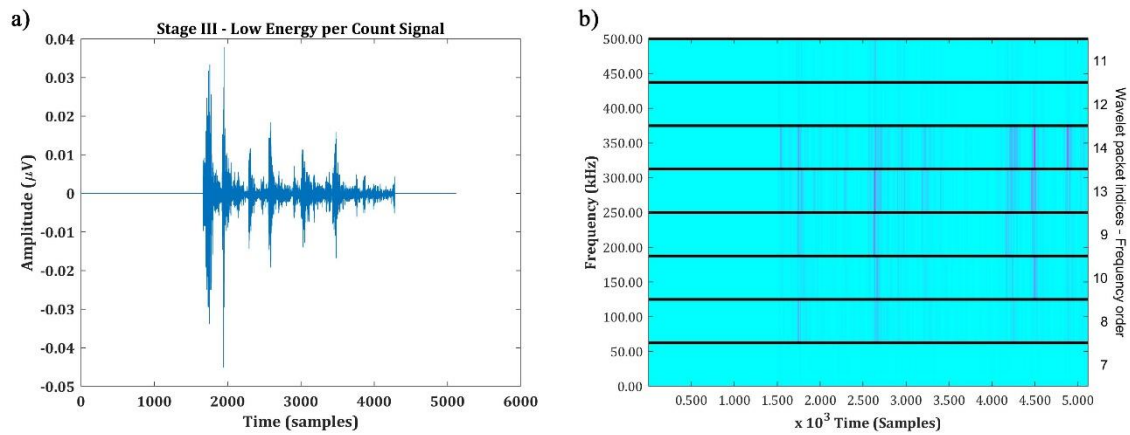 a)
Stage III - Low Energy per Count Signal
0.04
0.03
0.02
0.01
0
-0.01
-0.02
-0.03
-0.04
-0.05
Amplitude (µV)
0 1000 2000 3000 4000 5000 6000
Time (samples)
b)
500.00
450.00
400.00
350.00
300.00
250.00
200.00
150.00
100.00
50.00
0.00
Frequency (kHz)
0.500 1.000 1.500 2.000 2.500 3.000 3.500 4.000 4.500 5.000
x 10³ Time (Samples)
11
12
14
13
9
10
8
7
Wavelet packet indices - Frequency order